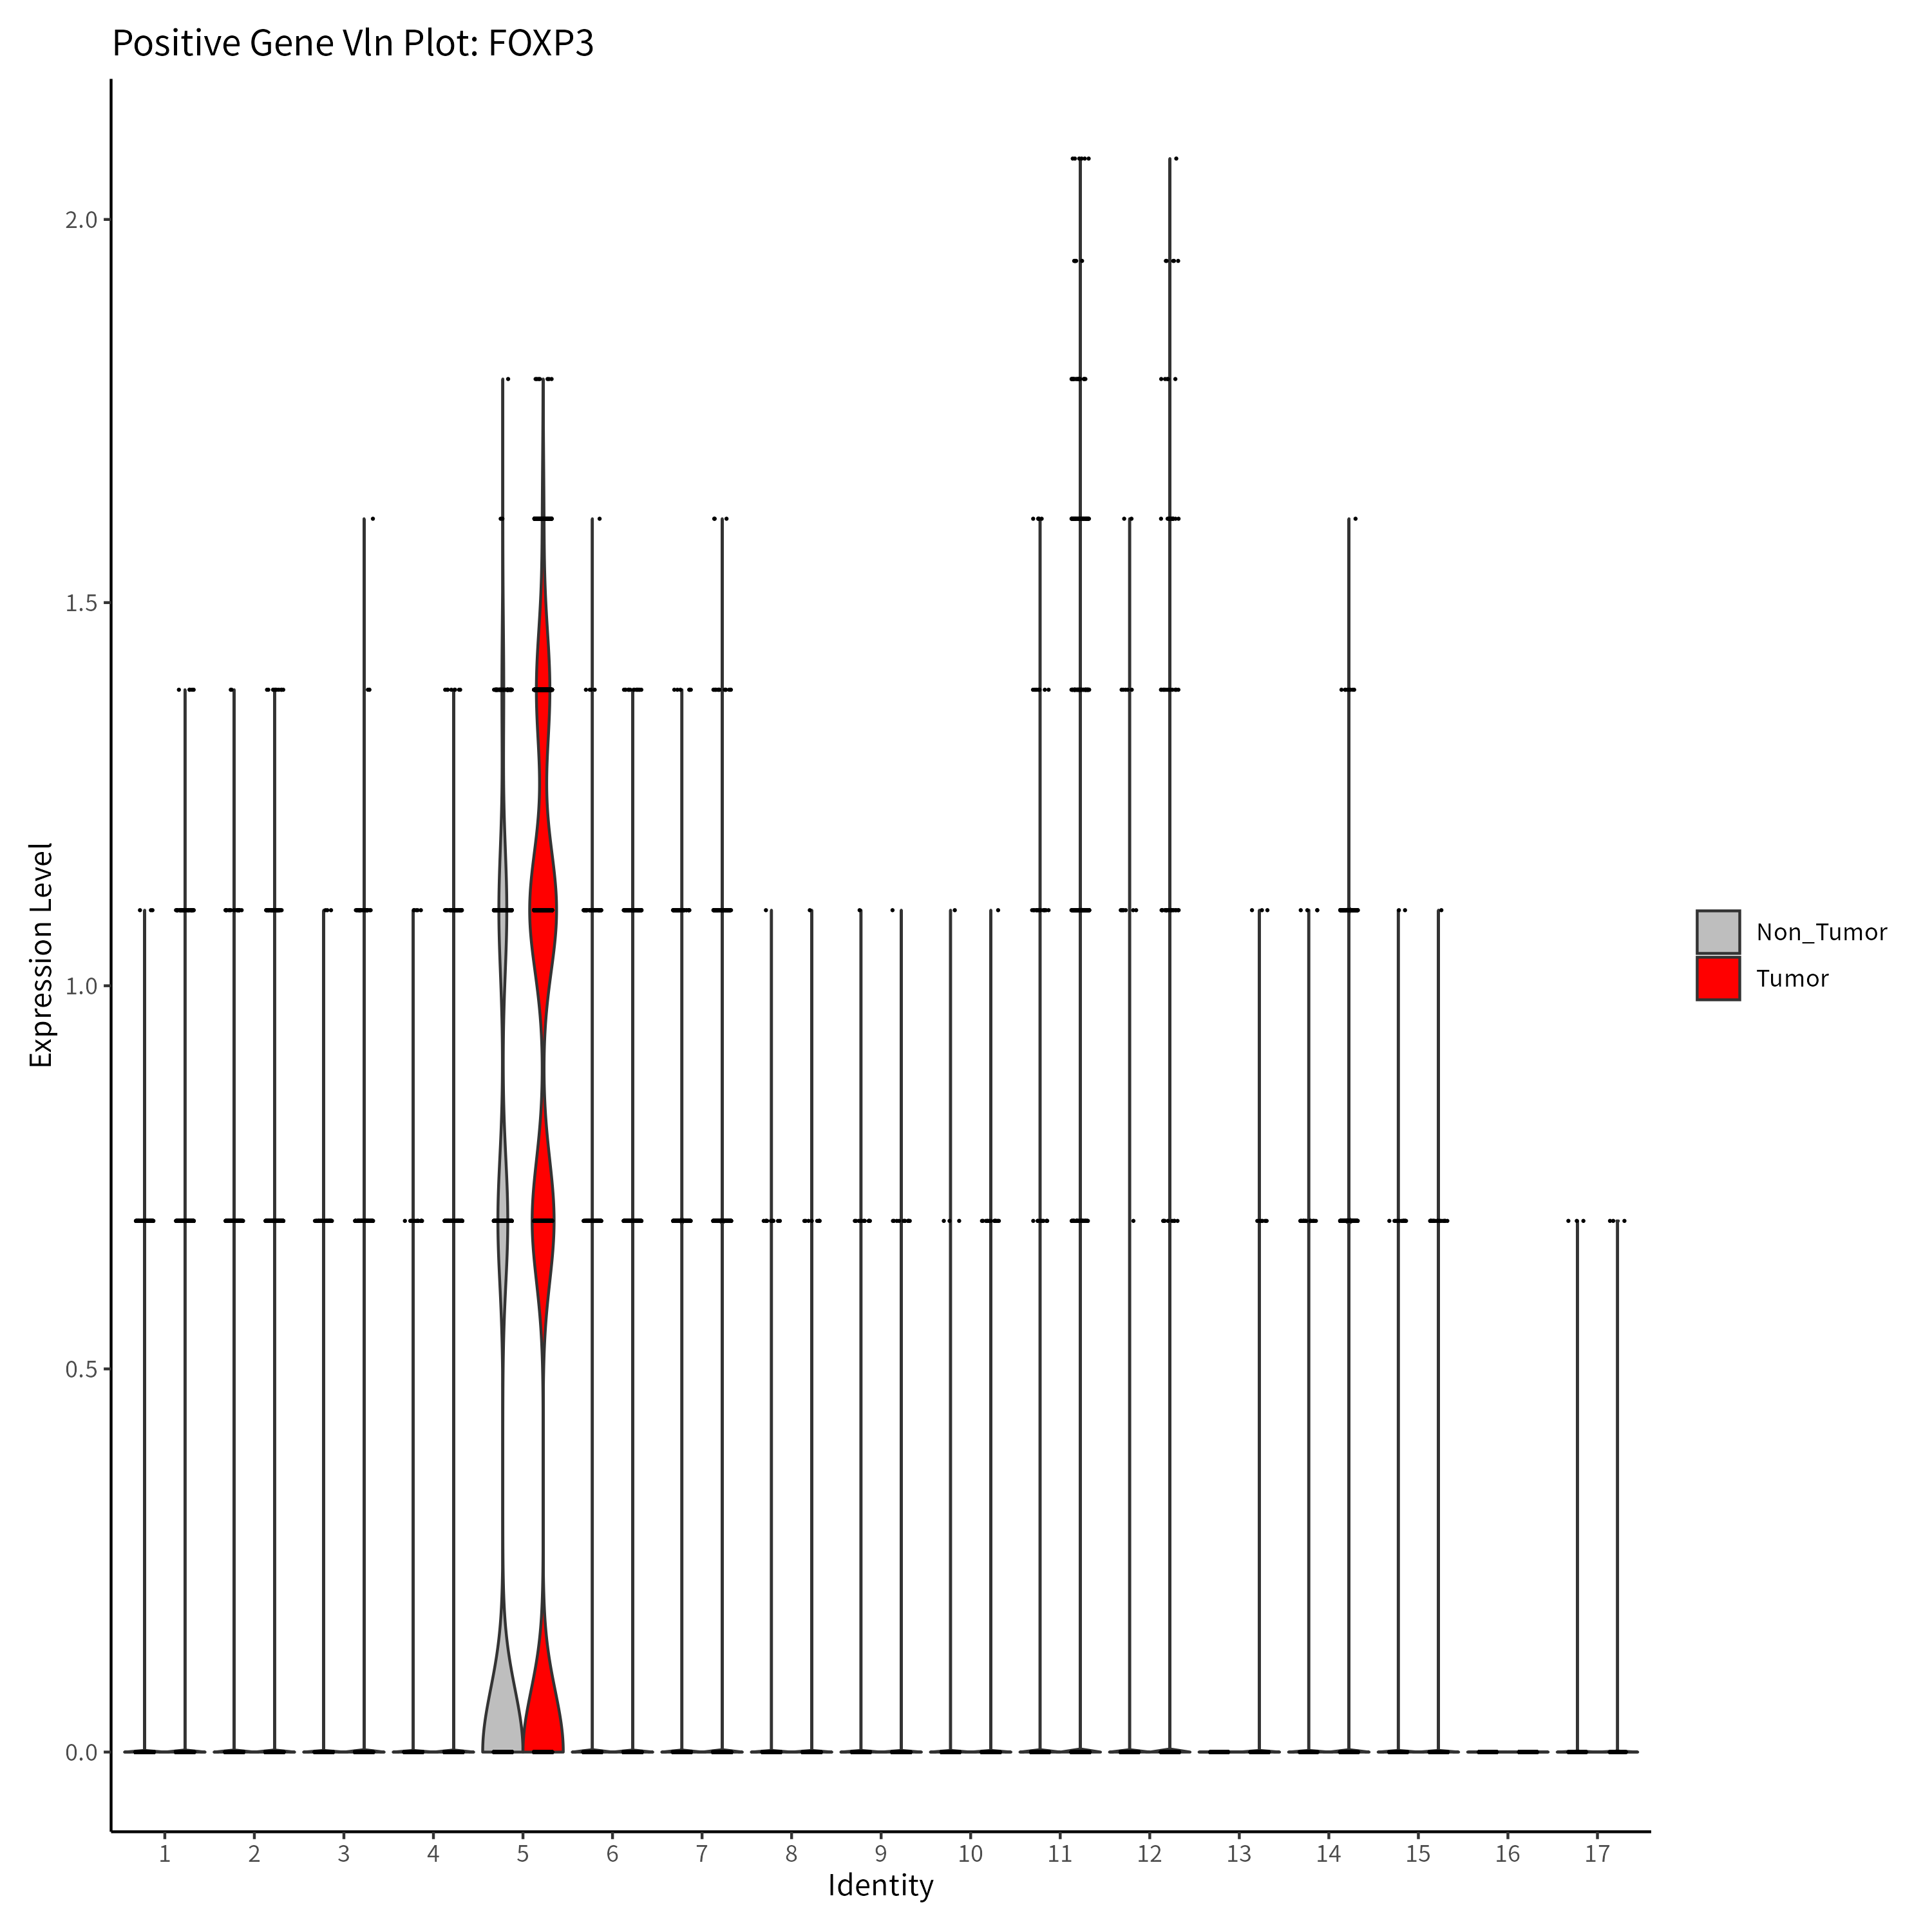 Positive Gene Vln Plot: FOXP3
2.0
1.5
1.0
0.5
0.0
Expression Level
1 2 3 4 5 6 7 8 9 10 11 12 13 14 15 16 17
Identity
Non_Tumor
Tumor